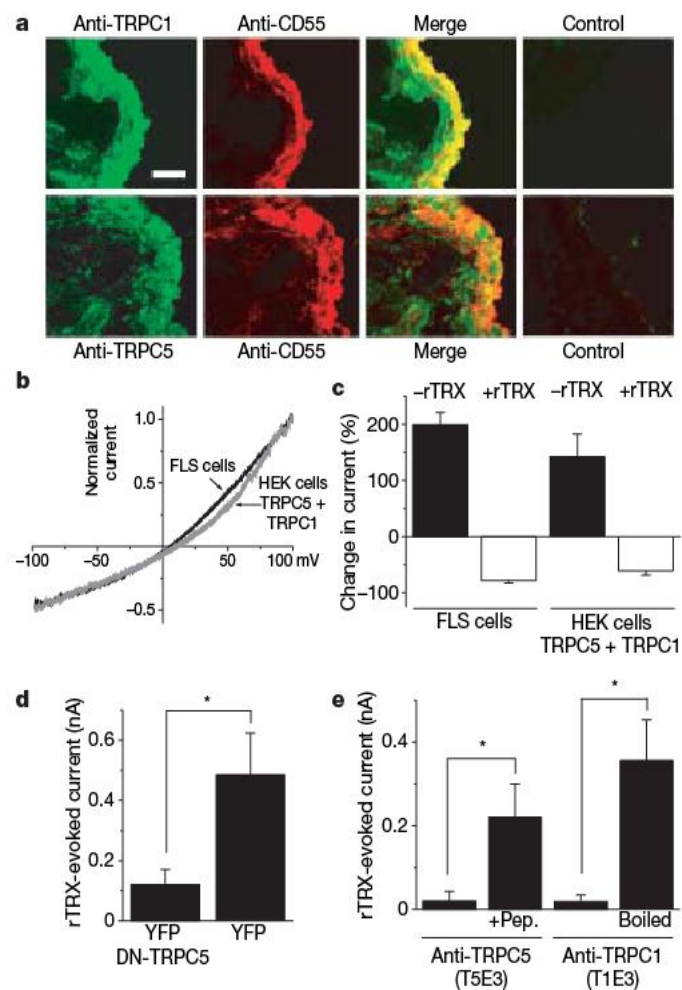 a
Anti-TRPC1 Anti-CD55 Merge Control
Anti-TRPC5 Anti-CD55 Merge Control
b
Normalized
current
1.0
0.5
FLS cells
HEK cells
TRPC5 +
TRPC1
−100 −50 0 50 100 mV
−0.5
c
−rTRX +rTRX −rTRX +rTRX
Change in current (%)
200
100
0
−100
FLS cells
HEK cells
TRPC5 + TRPC1
d
rTRX-evoked current (nA)
*
0.6
0.4
0.2
0
YFP YFP
DN-TRPC5
e
rTRX-evoked current (nA)
* *
0.4
0.2
0
+Pep. Boiled
Anti-TRPC5 Anti-TRPC1
(T5E3) (T1E3)